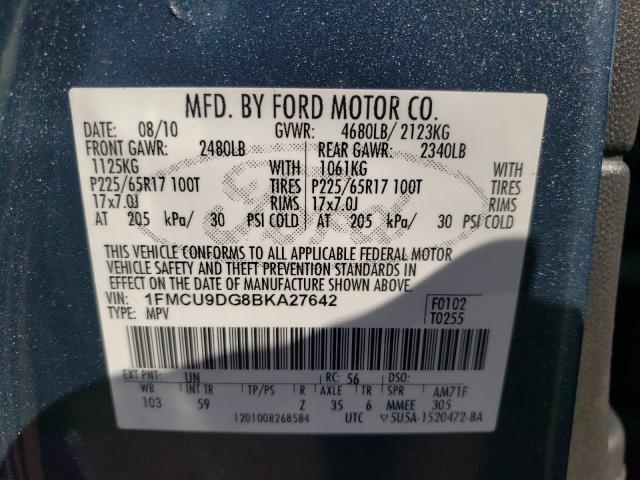 MFD. BY FORD MOTOR CO.
DATE: 08/10 GVWR: 4680LB/ 2123KG
FRONT GAWR: 2480LB REAR GAWR: 2340LB
1125KG WITH 1061KG WITH
P225/65R17 100T TIRES P225/65R17 100T TIRES
17x7.0J RIMS 17x7.0J RIMS
AT 205 kPa/ 30 PSI COLD AT 205 kPa/ 30 PSI COLD
Ford
THIS VEHICLE CONFORMS TO ALL APPLICABLE FEDERAL MOTOR
VEHICLE SAFETY AND THEFT PREVENTION STANDARDS IN
EFFECT ON THE DATE OF MANUFACTURE SHOWN ABOVE.
VIN: 1FMCU9DG8BKA27642 F0102
TYPE: MPV T0255
EXT PNT: UN RC: 56 DSO:
WB INT TR TP/PS R AXLE TR SPR AM71F
103 59 Z 35 6 MMEE 305
1201008268584 UTC 5U5A-1520472-BA